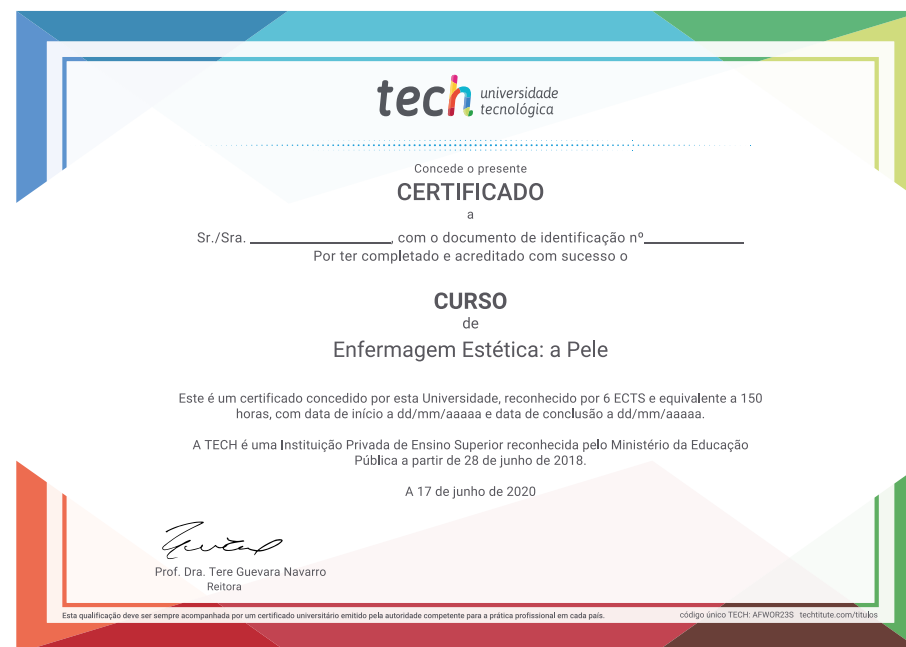 tech universidade
tecnológica
Concede o presente
CERTIFICADO
a
Sr./Sra. ____________________, com o documento de identificação nº______________
Por ter completado e acreditado com sucesso o
CURSO
de
Enfermagem Estética: a Pele
Este é um certificado concedido por esta Universidade, reconhecido por 6 ECTS e equivalente a 150
horas, com data de início a dd/mm/aaaaa e data de conclusão a dd/mm/aaaaa.
A TECH é uma Instituição Privada de Ensino Superior reconhecida pelo Ministério da Educação
Pública a partir de 28 de junho de 2018.
A 17 de junho de 2020
Prof. Dra. Tere Guevara Navarro
Reitora
Esta qualificação deve ser sempre acompanhada por um certificado universitário emitido pela autoridade competente para a prática profissional em cada país. código único TECH: AFWOR23S techtitute.com/titulos